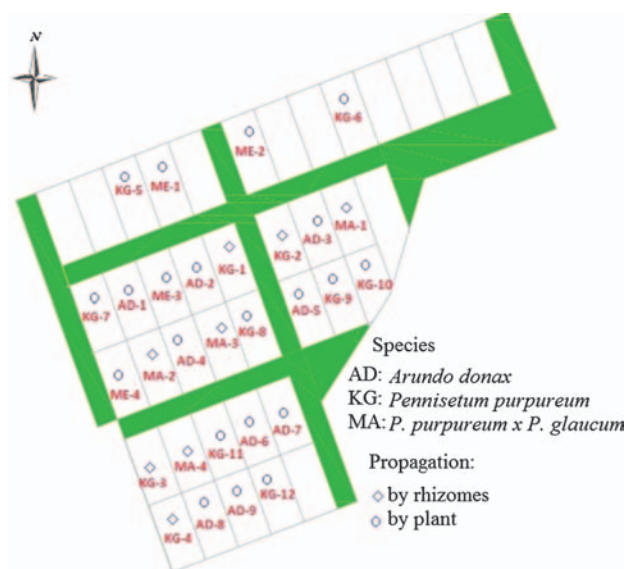 N
KG-6
ME-2
KG-5 ME-1
MA-1
AD-3
KG-2
KG-1
AD-2
ME-3
AD-1
KG-7
KG-10
KG-9
AD-5
KG-8
MA-3
AD-4
MA-2
ME-4
Species
AD: Arundo donax
KG: Pennisetum purpureum
MA: P. purpureum x P. glaucum
AD-7
AD-6
KG-11
MA-4
KG-3
Propagation:
by rhizomes
by plant
KG-12
AD-9
AD-8
KG-4